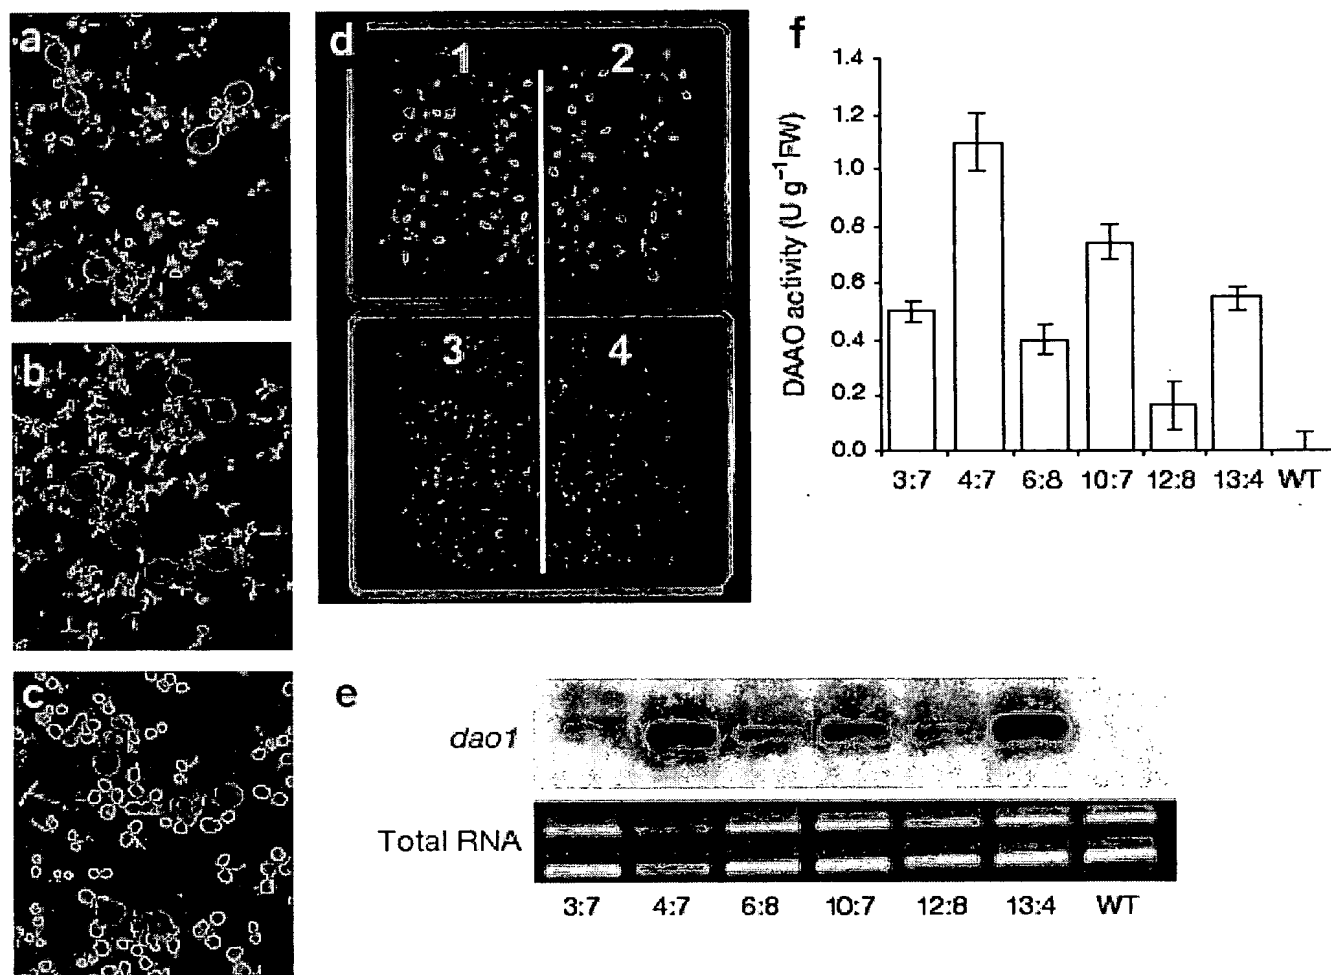 a
b
c
d
1
2
3
4
e
dao1
Total RNA
3:7 4:7 6:8 10:7 12:8 13:4 WT
f
DAAO activity (U g⁻¹FW)
1.4
1.2
1.0
0.8
0.6
0.4
0.2
0.0
3:7 4:7 6:8 10:7 12:8 13:4 WT